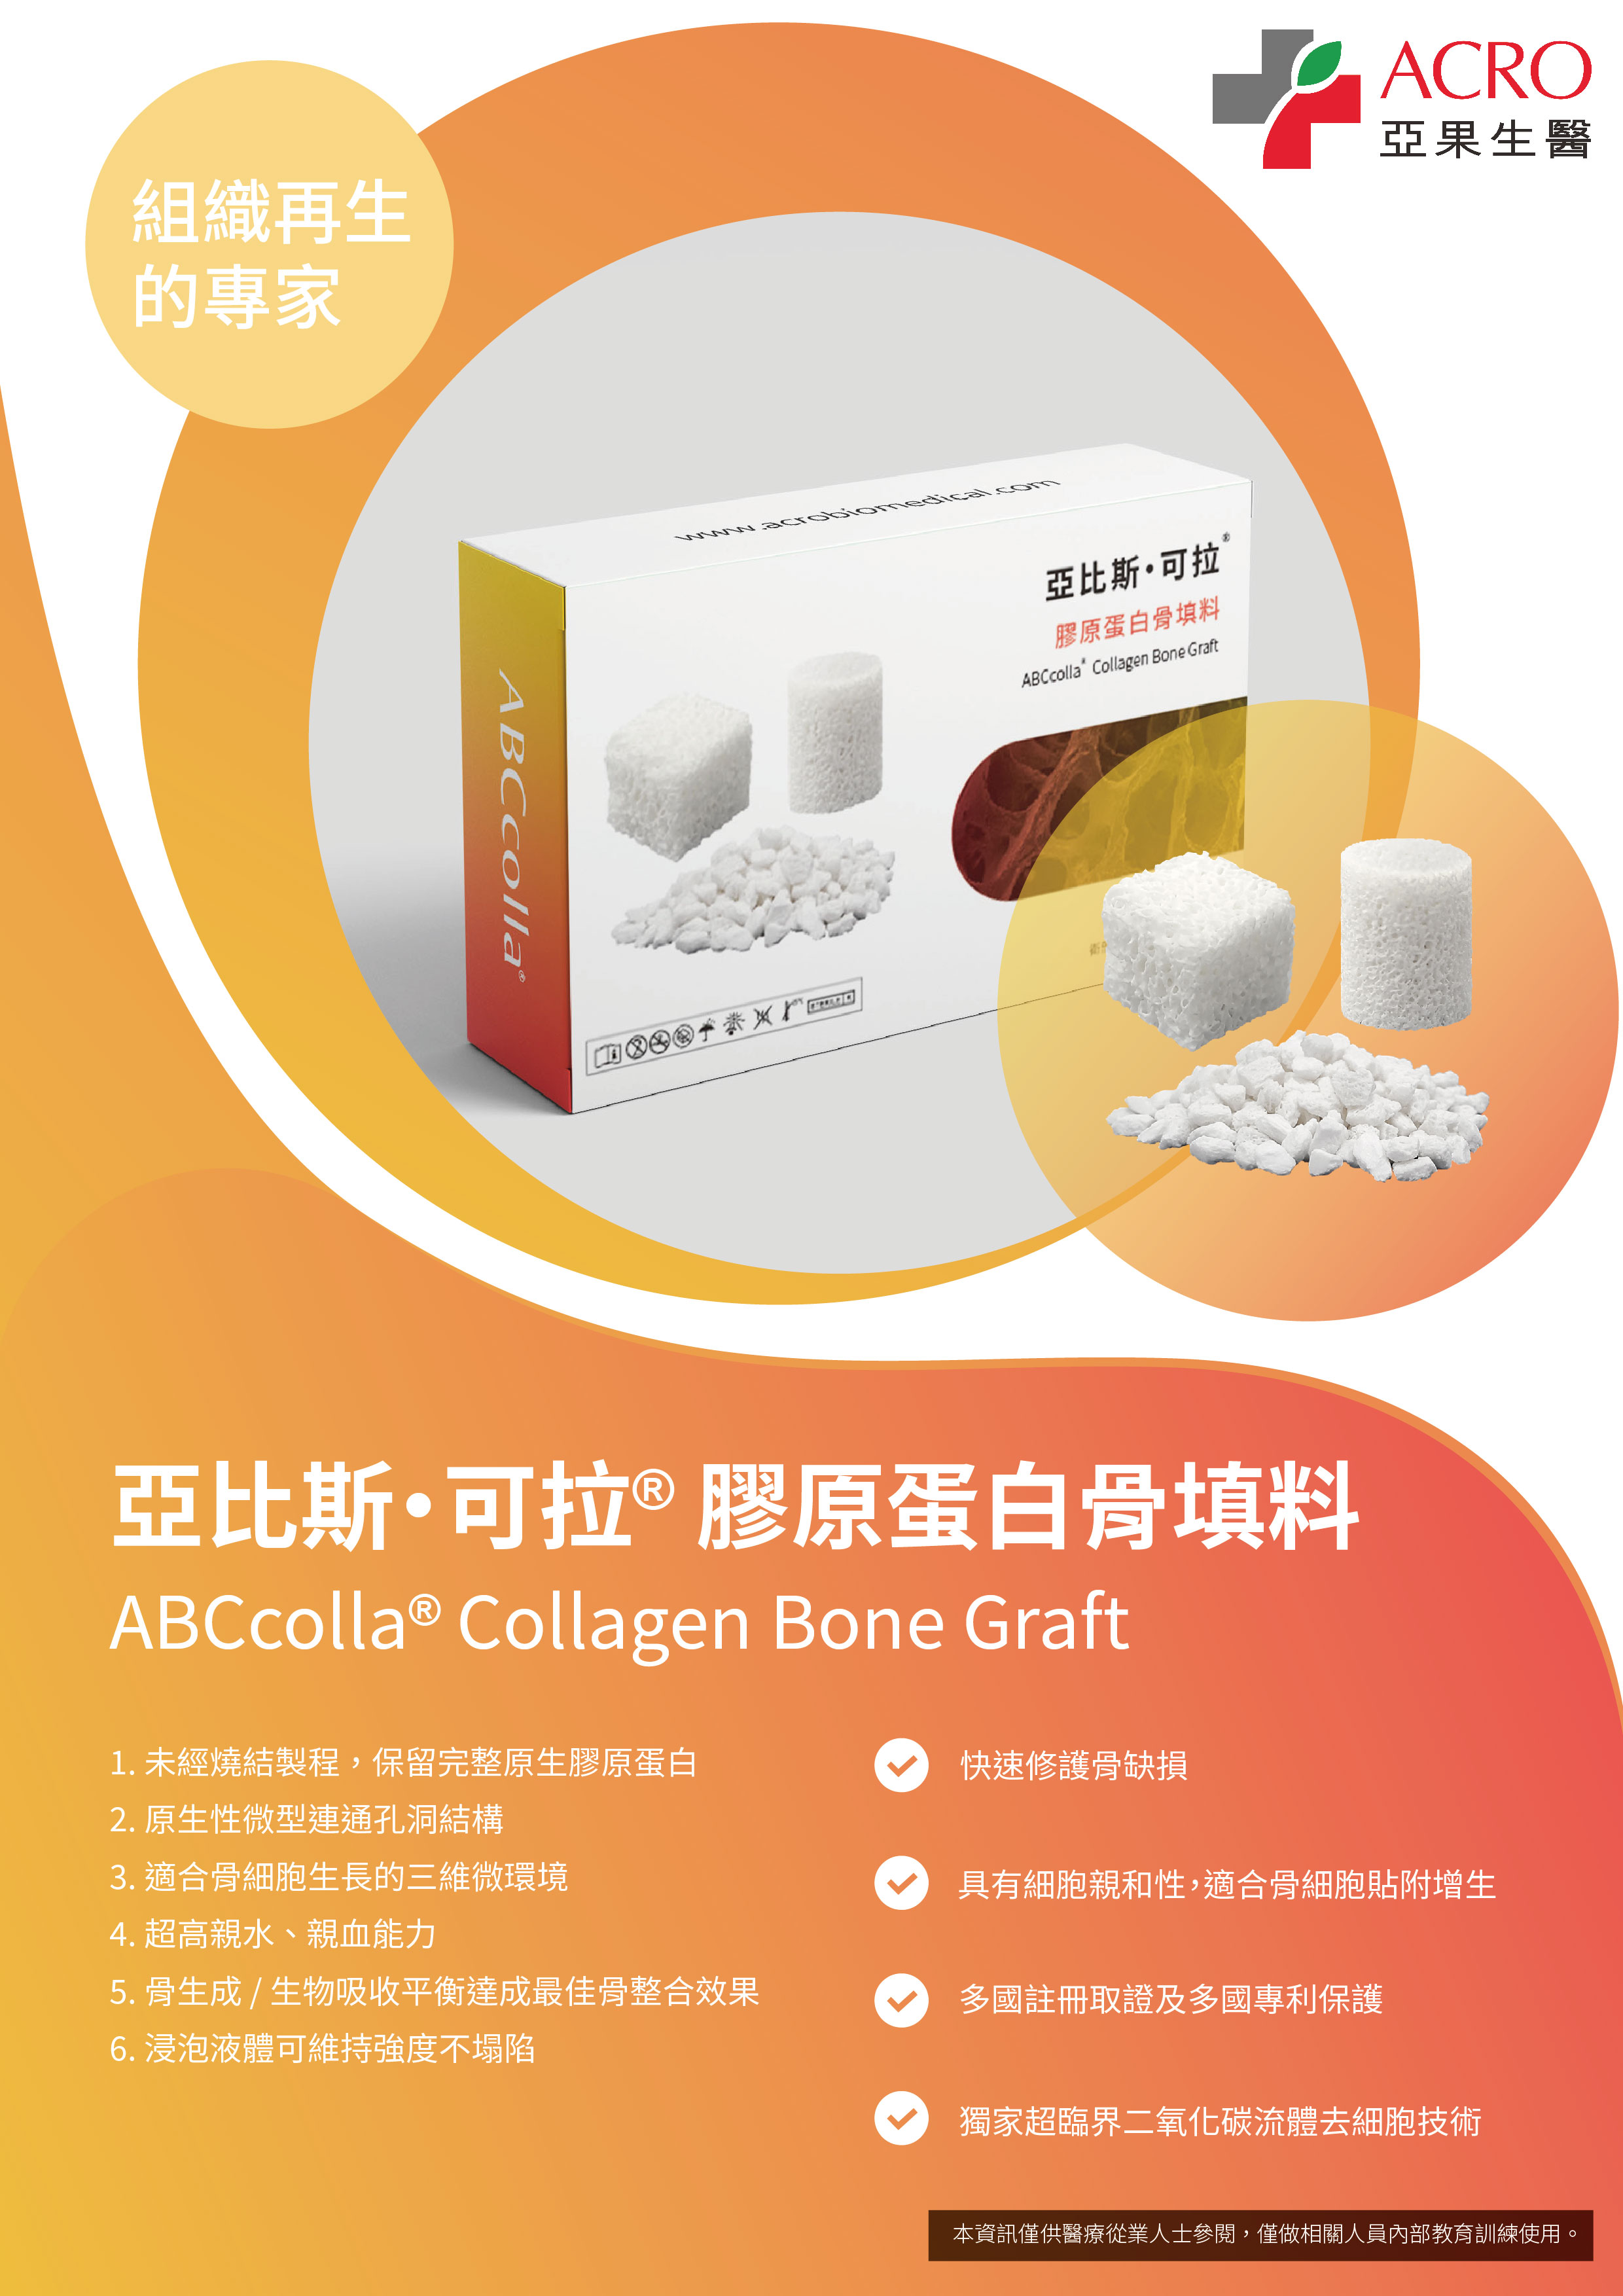 ACRO
亞果生醫
組織再生
的專家
www.acrobiomedical.com
亞比斯•可拉®
膠原蛋白骨填料
ABCcolla® Collagen Bone Graft
ABCcolla®
亞比斯•可拉® 膠原蛋白骨填料
ABCcolla® Collagen Bone Graft
1. 未經燒結製程，保留完整原生膠原蛋白
2. 原生性微型連通孔洞結構
3. 適合骨細胞生長的三維微環境
4. 超高親水、親血能力
5. 骨生成 / 生物吸收平衡達成最佳骨整合效果
6. 浸泡液體可維持強度不塌陷
快速修護骨缺損
具有細胞親和性，適合骨細胞貼附增生
多國註冊取證及多國專利保護
獨家超臨界二氧化碳流體去細胞技術
本資訊僅供醫療從業人士參閱，僅做相關人員內部教育訓練使用。